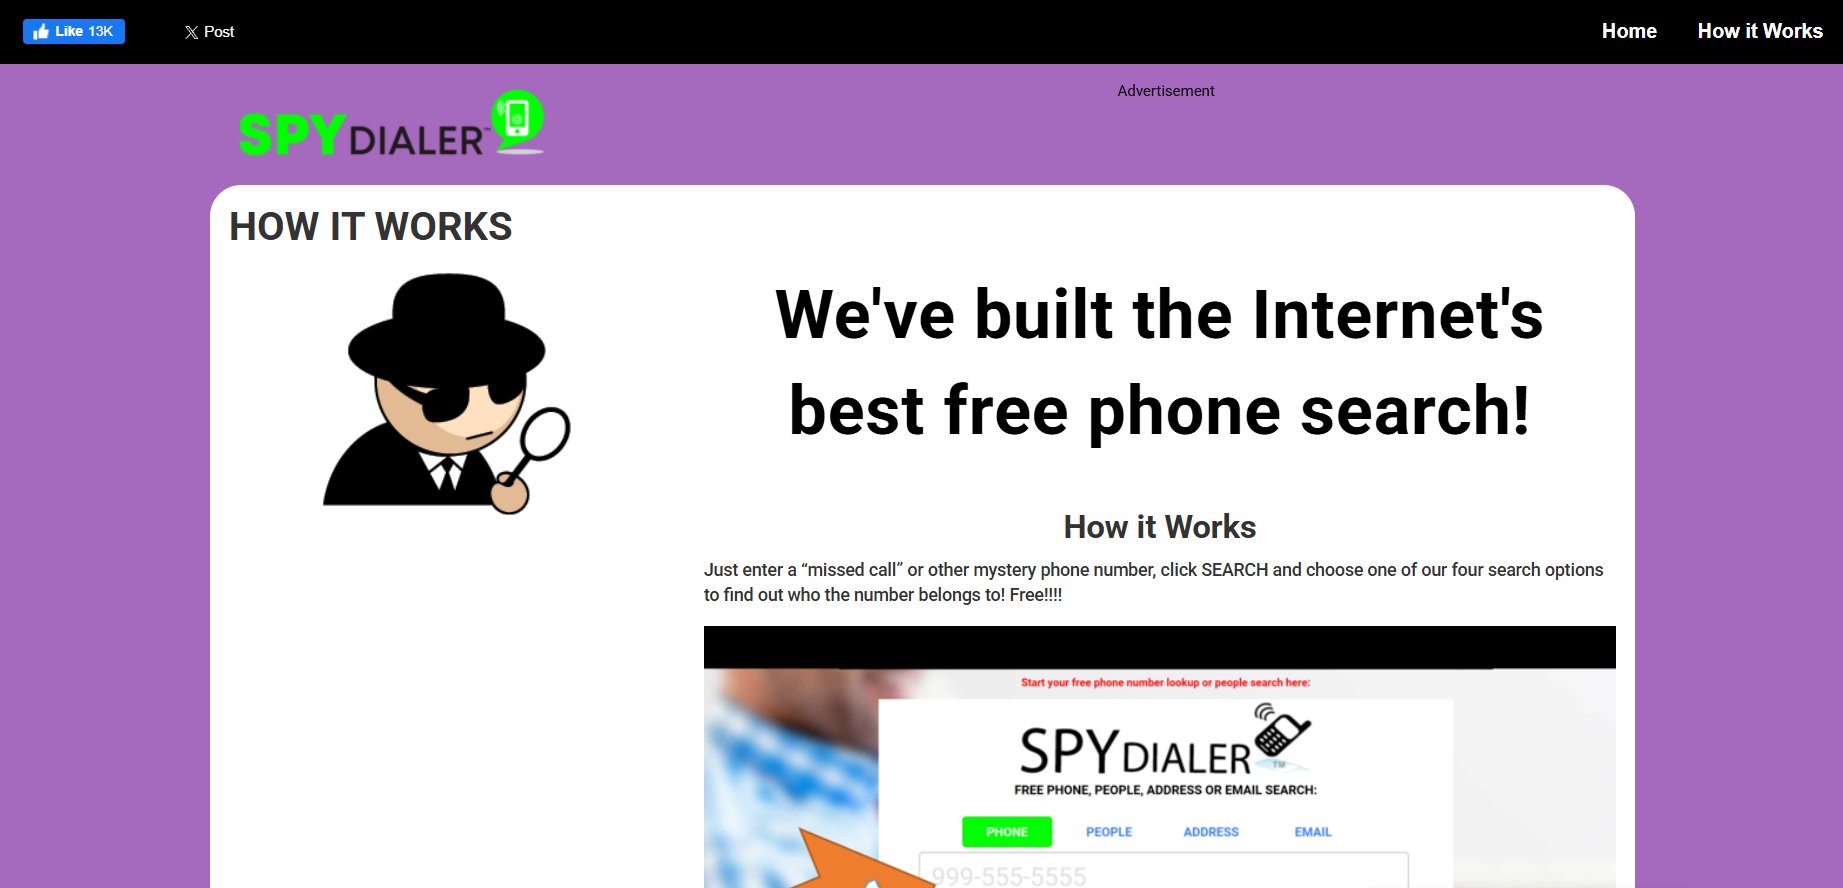 Like 13K
Post
Home
How it Works
SPYDIALER™
Advertisement
HOW IT WORKS
We've built the Internet's
best free phone search!
How it Works
Just enter a “missed call” or other mystery phone number, click SEARCH and choose one of our four search options
to find out who the number belongs to! Free!!!!
Start your free phone number lookup or people search here:
SPYDIALER
TM
FREE PHONE, PEOPLE, ADDRESS OR EMAIL SEARCH:
PHONE
PEOPLE
ADDRESS
EMAIL
999-555-5555